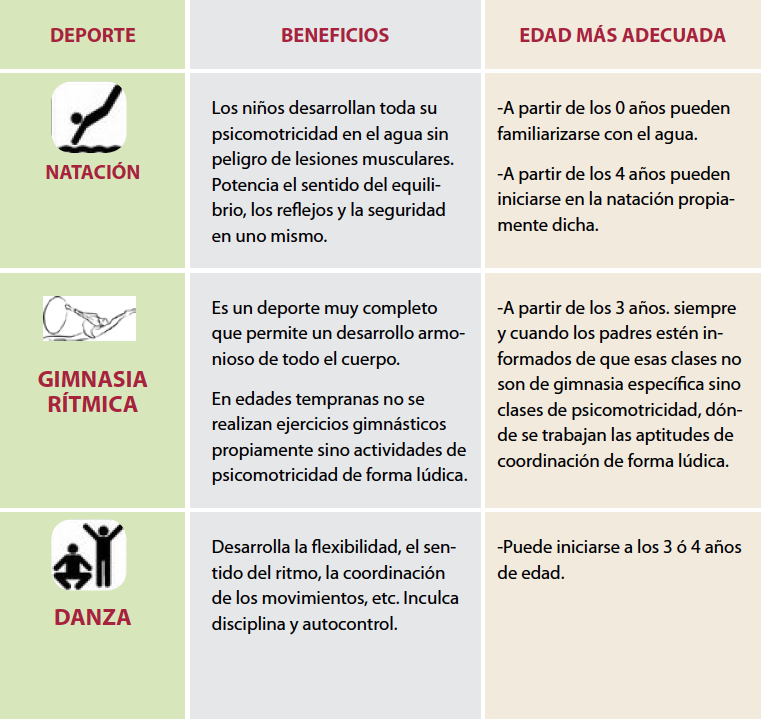 DEPORTE
BENEFICIOS
EDAD MÁS ADECUADA
NATACIÓN
Los niños desarrollan toda su
psicomotricidad en el agua sin
peligro de lesiones musculares.
Potencia el sentido del equili-
brio, los reflejos y la seguridad
en uno mismo.
-A partir de los 0 años pueden
familiarizarse con el agua.
-A partir de los 4 años pueden
iniciarse en la natación propia-
mente dicha.
GIMNASIA
RÍTMICA
Es un deporte muy completo
que permite un desarrollo armo-
nioso de todo el cuerpo.
En edades tempranas no se
realizan ejercicios gimnásticos
propiamente sino actividades de
psicomotricidad de forma lúdica.
-A partir de los 3 años. siempre
y cuando los padres estén in-
formados de que esas clases no
son de gimnasia específica sino
clases de psicomotricidad, dón-
de se trabajan las aptitudes de
coordinación de forma lúdica.
DANZA
Desarrolla la flexibilidad, el sen-
tido del ritmo, la coordinación
de los movimientos, etc. Inculca
disciplina y autocontrol.
-Puede iniciarse a los 3 ó 4 años
de edad.